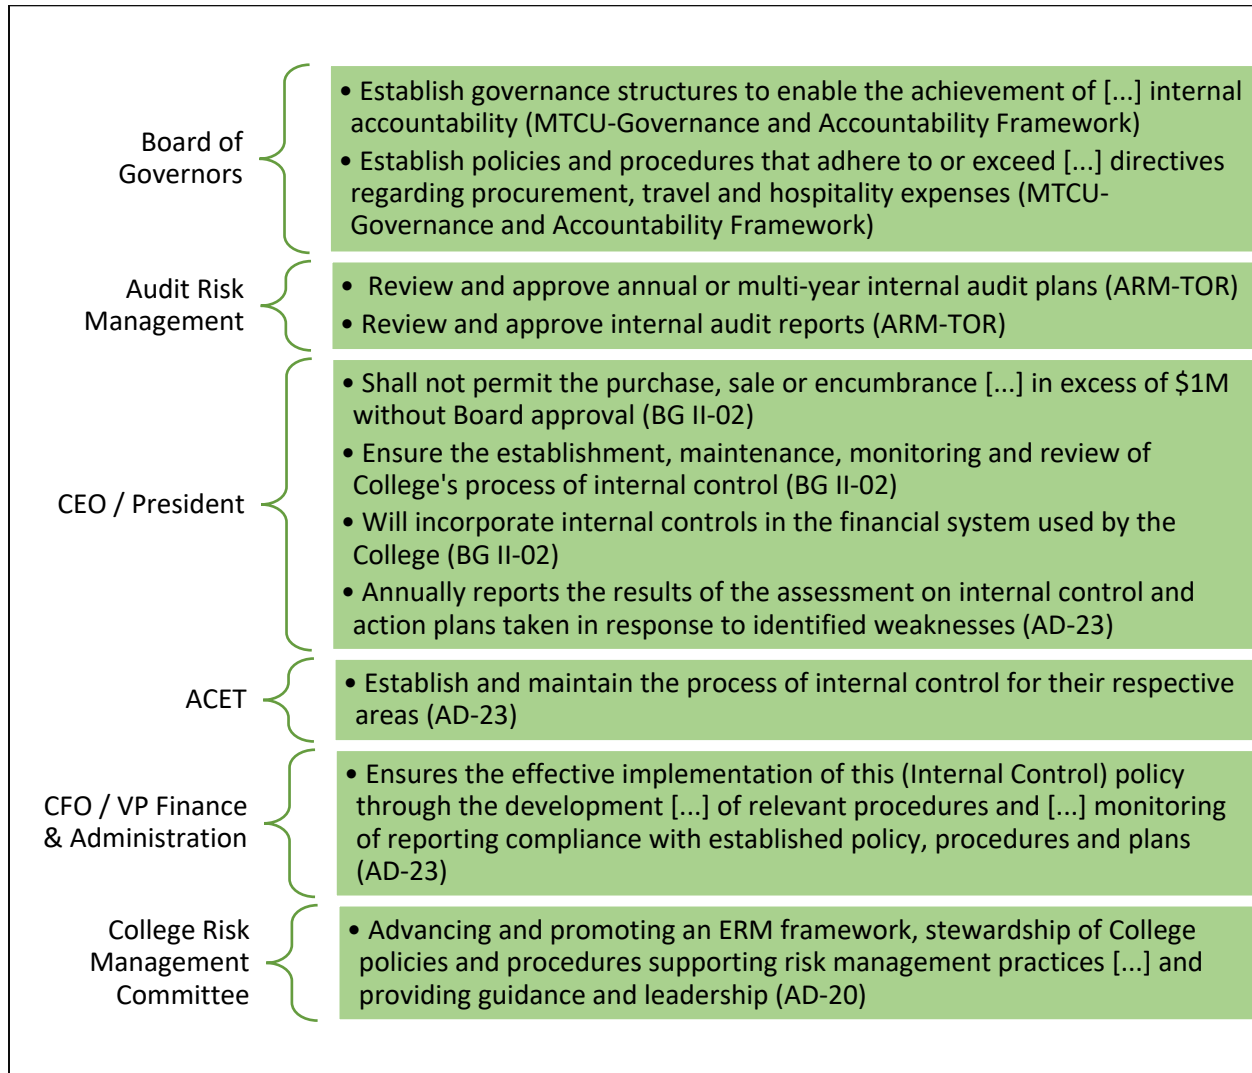 Board of
Governors
• Establish governance structures to enable the achievement of [...] internal
accountability (MTCU-Governance and Accountability Framework)
• Establish policies and procedures that adhere to or exceed [...] directives
regarding procurement, travel and hospitality expenses (MTCU-
Governance and Accountability Framework)
Audit Risk
Management
• Review and approve annual or multi-year internal audit plans (ARM-TOR)
• Review and approve internal audit reports (ARM-TOR)
CEO / President
• Shall not permit the purchase, sale or encumbrance [...] in excess of $1M
without Board approval (BG II-02)
• Ensure the establishment, maintenance, monitoring and review of
College's process of internal control (BG II-02)
• Will incorporate internal controls in the financial system used by the
College (BG II-02)
• Annually reports the results of the assessment on internal control and
action plans taken in response to identified weaknesses (AD-23)
ACET
• Establish and maintain the process of internal control for their respective
areas (AD-23)
CFO / VP Finance
& Administration
• Ensures the effective implementation of this (Internal Control) policy
through the development [...] of relevant procedures and [...] monitoring
of reporting compliance with established policy, procedures and plans
(AD-23)
College Risk
Management
Committee
• Advancing and promoting an ERM framework, stewardship of College
policies and procedures supporting risk management practices [...] and
providing guidance and leadership (AD-20)